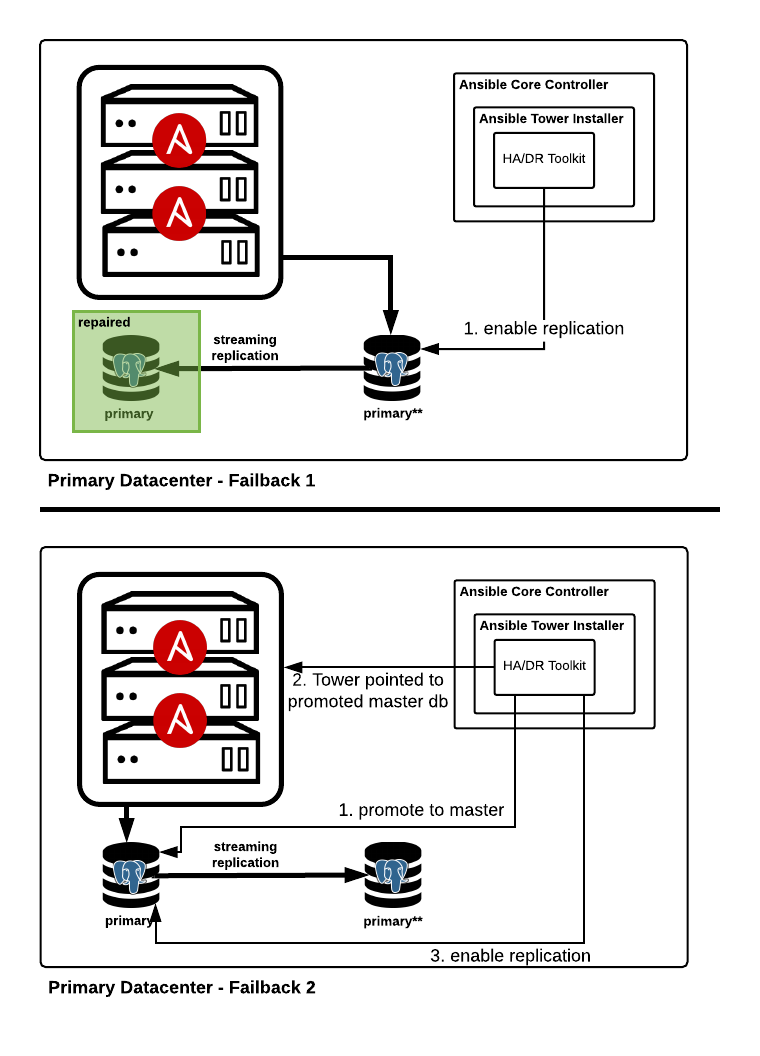 Ansible Core Controller
Ansible Tower Installer
HA/DR Toolkit
1. enable replication
repaired
streaming
replication
primary
primary**
Primary Datacenter - Failback 1
Ansible Core Controller
Ansible Tower Installer
HA/DR Toolkit
2. Tower pointed to
promoted master db
1. promote to master
streaming
replication
primary
primary**
3. enable replication
Primary Datacenter - Failback 2